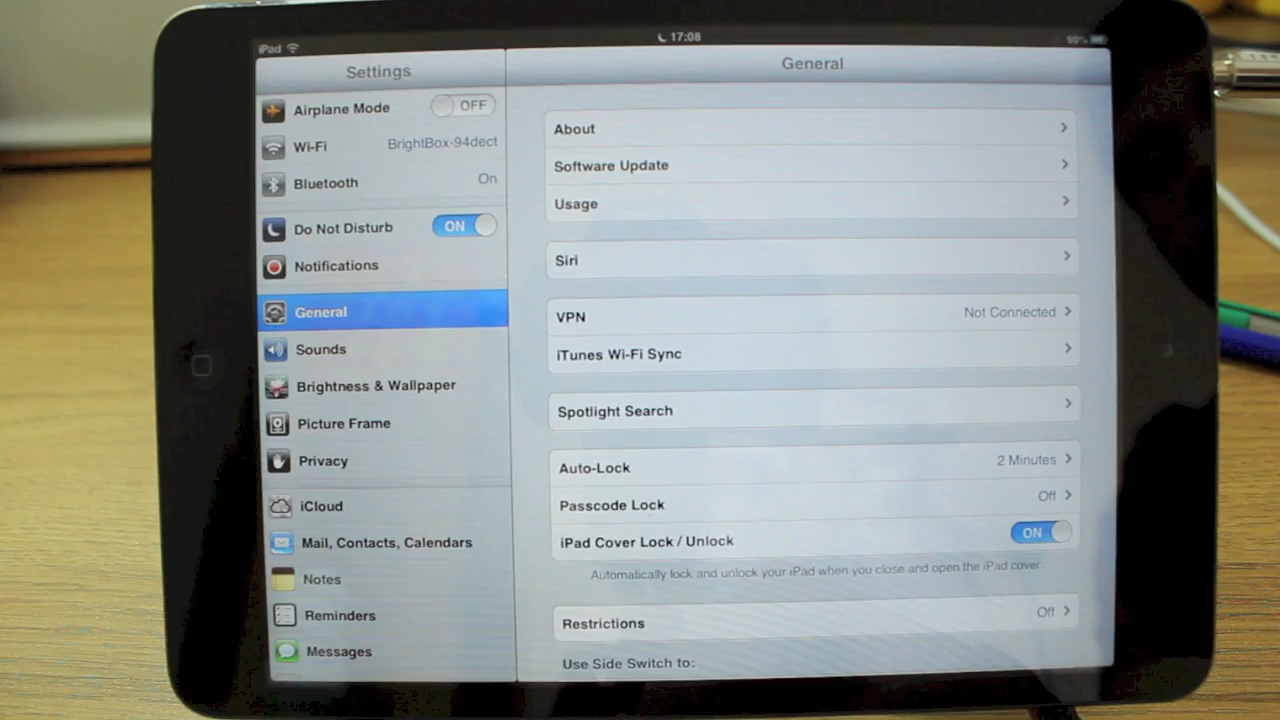 iPad
17:08
90%
Settings
General
Airplane Mode OFF
Wi-Fi BrightBox-94dect
Bluetooth On
Do Not Disturb ON
Notifications
General
Sounds
Brightness & Wallpaper
Picture Frame
Privacy
iCloud
Mail, Contacts, Calendars
Notes
Reminders
Messages
About
Software Update
Usage
Siri
VPN Not Connected
iTunes Wi-Fi Sync
Spotlight Search
Auto-Lock 2 Minutes
Passcode Lock Off
iPad Cover Lock / Unlock ON
Automatically lock and unlock your iPad when you close and open the iPad cover.
Restrictions Off
Use Side Switch to: